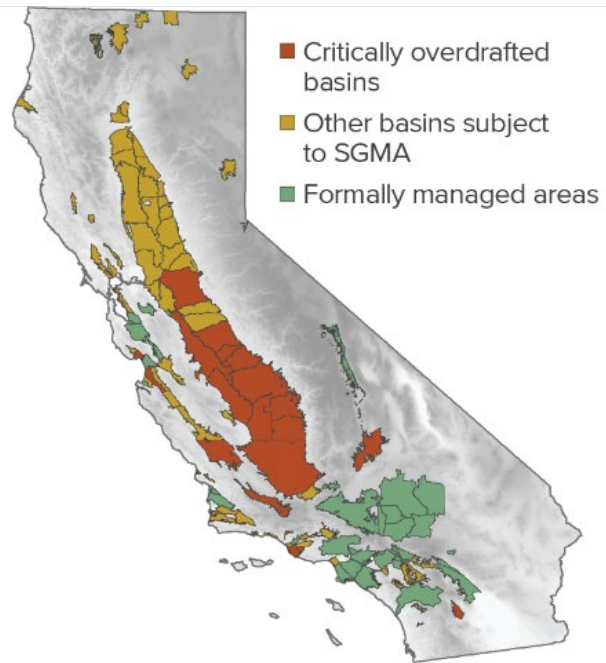 Critically overdrafted
basins
Other basins subject
to SGMA
Formally managed areas